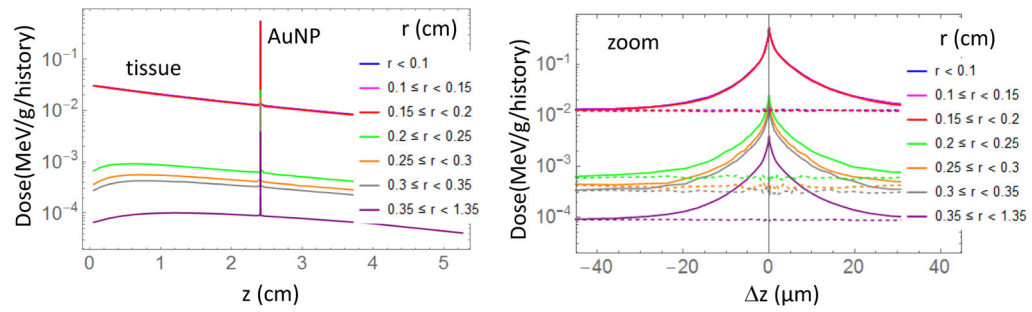 AuNP
r (cm)
tissue
r < 0.1
0.1 ≤ r < 0.15
0.15 ≤ r < 0.2
0.2 ≤ r < 0.25
0.25 ≤ r < 0.3
0.3 ≤ r < 0.35
0.35 ≤ r < 1.35
10⁻¹
10⁻²
10⁻³
10⁻⁴
Dose(MeV/g/history)
0 1 2 3 4 5
z (cm)
zoom
r (cm)
r < 0.1
0.1 ≤ r < 0.15
0.15 ≤ r < 0.2
0.2 ≤ r < 0.25
0.25 ≤ r < 0.3
0.3 ≤ r < 0.35
0.35 ≤ r < 1.35
10⁻¹
10⁻²
10⁻³
10⁻⁴
Dose(MeV/g/history)
−40 −20 0 20 40
Δz (μm)